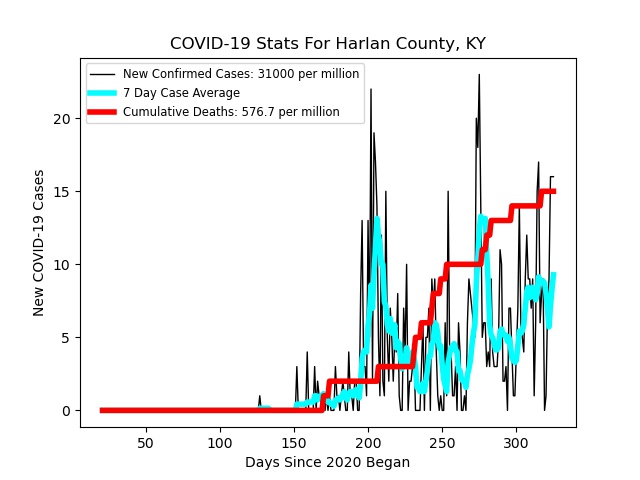 COVID-19 Stats For Harlan County, KY
New Confirmed Cases: 31000 per million
7 Day Case Average
Cumulative Deaths: 576.7 per million
New COVID-19 Cases
20
15
10
5
0
50 100 150 200 250 300
Days Since 2020 Began